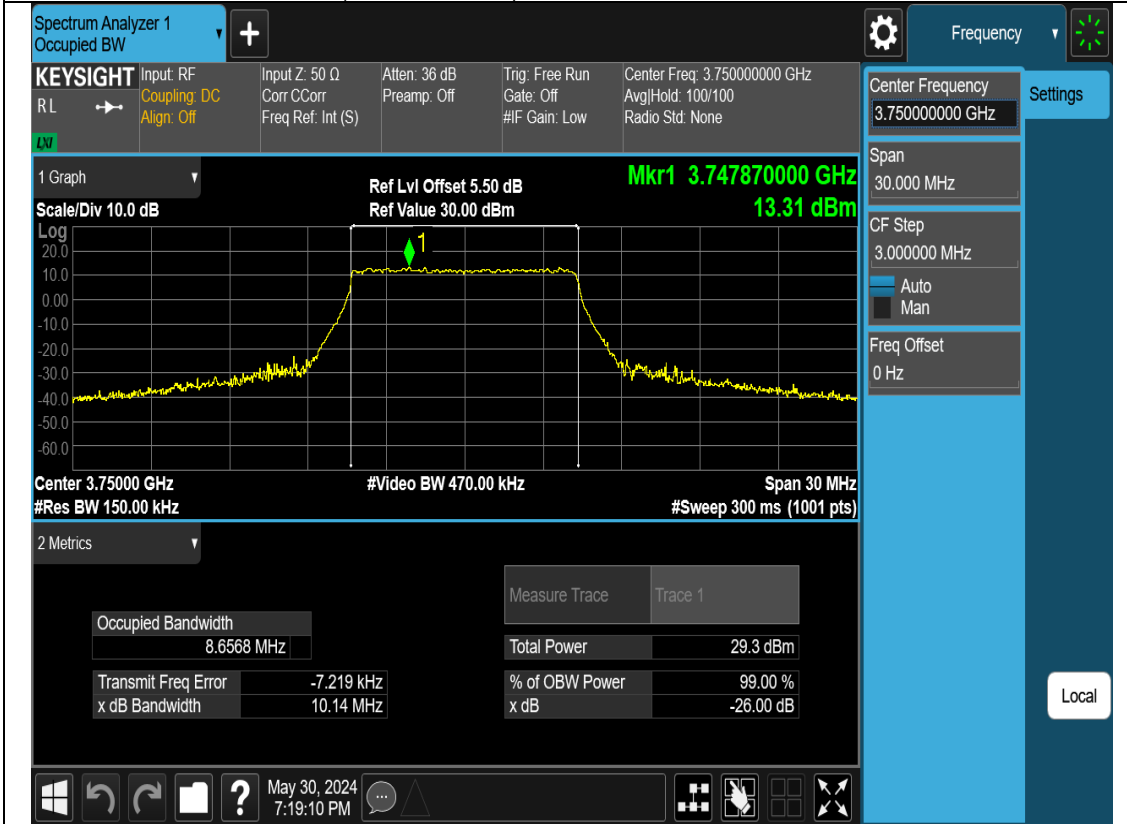 Spectrum Analyzer 1
Occupied BW
+
Frequency
KEYSIGHT
RL
LXI
Input: RF
Coupling: DC
Align: Off
Input Z: 50 Ω
Corr CCorr
Freq Ref: Int (S)
Atten: 36 dB
Preamp: Off
Trig: Free Run
Gate: Off
#IF Gain: Low
Center Freq: 3.750000000 GHz
Avg|Hold: 100/100
Radio Std: None
Center Frequency
3.750000000 GHz
Settings
Span
30.000 MHz
CF Step
3.000000 MHz
Auto
Man
Freq Offset
0 Hz
Local
1 Graph
Scale/Div 10.0 dB
Ref Lvl Offset 5.50 dB
Ref Value 30.00 dBm
Mkr1 3.747870000 GHz
13.31 dBm
Log
1
20.0
10.0
0.00
-10.0
-20.0
-30.0
-40.0
-50.0
-60.0
Center 3.75000 GHz
#Video BW 470.00 kHz
Span 30 MHz
#Res BW 150.00 kHz
#Sweep 300 ms (1001 pts)
2 Metrics
Measure Trace Trace 1
Occupied Bandwidth
8.6568 MHz
Total Power 29.3 dBm
Transmit Freq Error -7.219 kHz
% of OBW Power 99.00 %
x dB Bandwidth 10.14 MHz
x dB -26.00 dB
?
May 30, 2024
7:19:10 PM